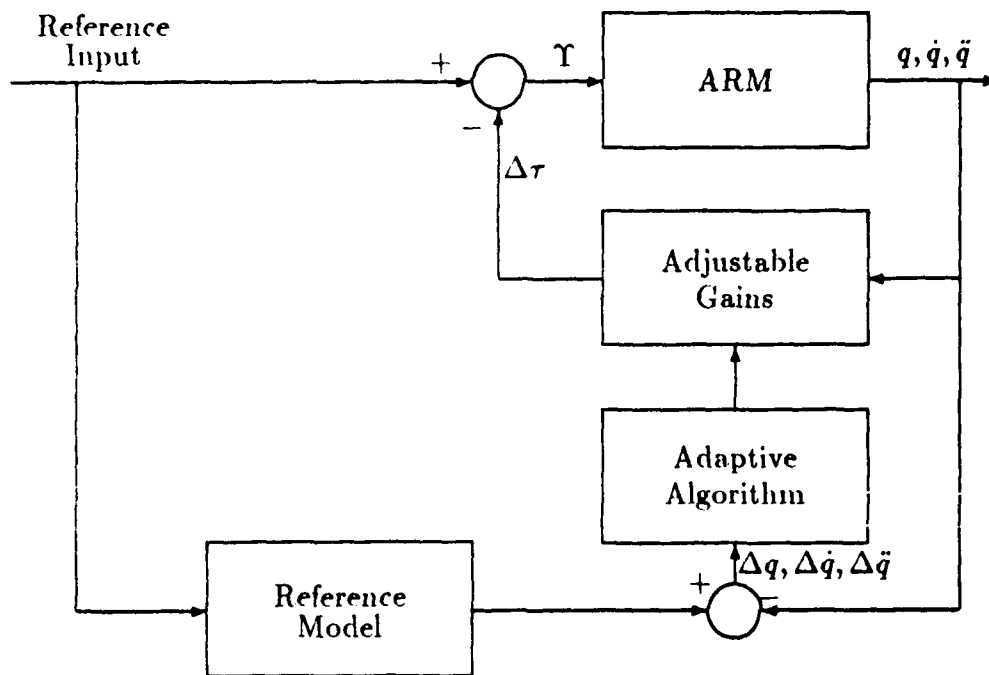 Reference
Input
+
ϒ
ARM
q, q̇, q̈
−
Δτ
Adjustable
Gains
Adaptive
Algorithm
Δq, Δq̇, Δq̈
+
−
Reference
Model